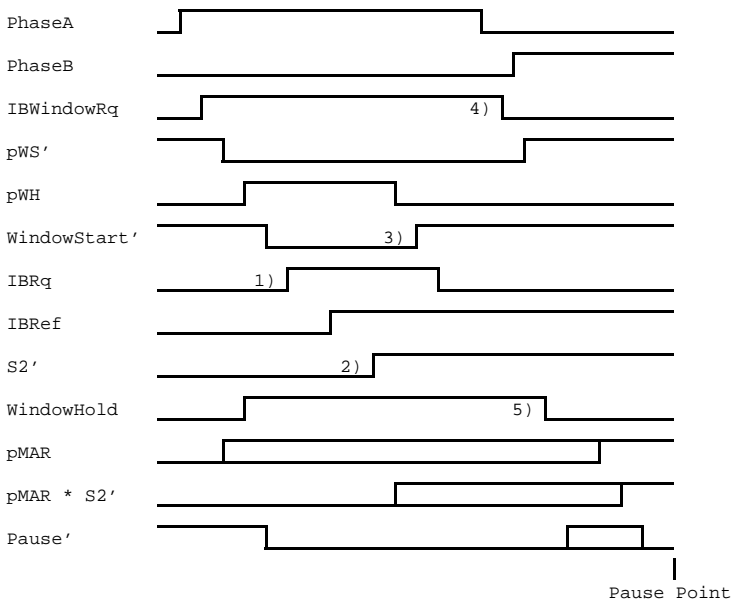 PhaseA
PhaseB
IBWindowRq 4)
pWS’
pWH
WindowStart’ 3)
IBRq 1)
IBRef
S2’ 2)
WindowHold 5)
pMAR
pMAR * S2’
Pause’
Pause Point